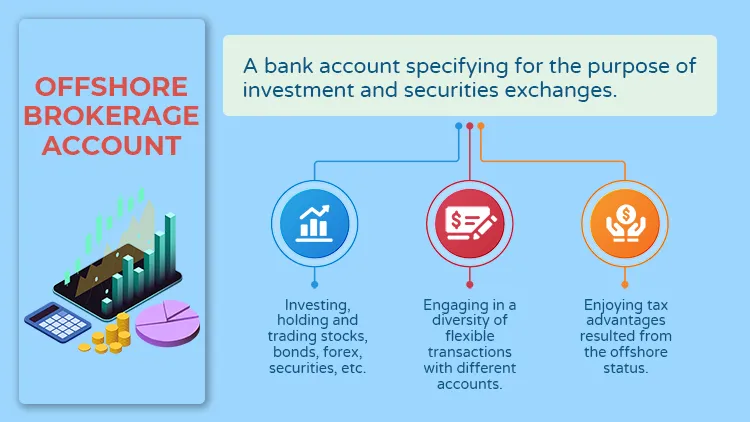 OFFSHORE
BROKERAGE
ACCOUNT
A bank account specifying for the purpose of
investment and securities exchanges.
Investing,
holding and
trading stocks,
bonds, forex,
securities, etc.
Engaging in a
diversity of
flexible
transactions
with different
accounts.
Enjoying tax
advantages
resulted from
the offshore
status.